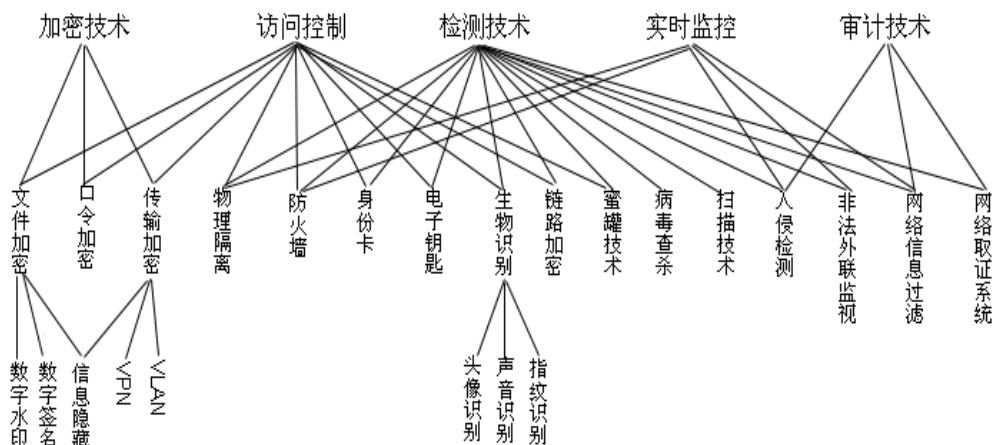 加密技术
访问控制
检测技术
实时监控
审计技术
文件加密
口令加密
传输加密
物理隔离
防火墙
身份卡
电子钥匙
生物识别
链路加密
蜜罐技术
病毒查杀
扫描技术
入侵检测
非法外联监视
网络信息过滤
网络取证系统
数字水印
数字签名
信息隐藏
VPN
VLAN
头像识别
声音识别
指纹识别